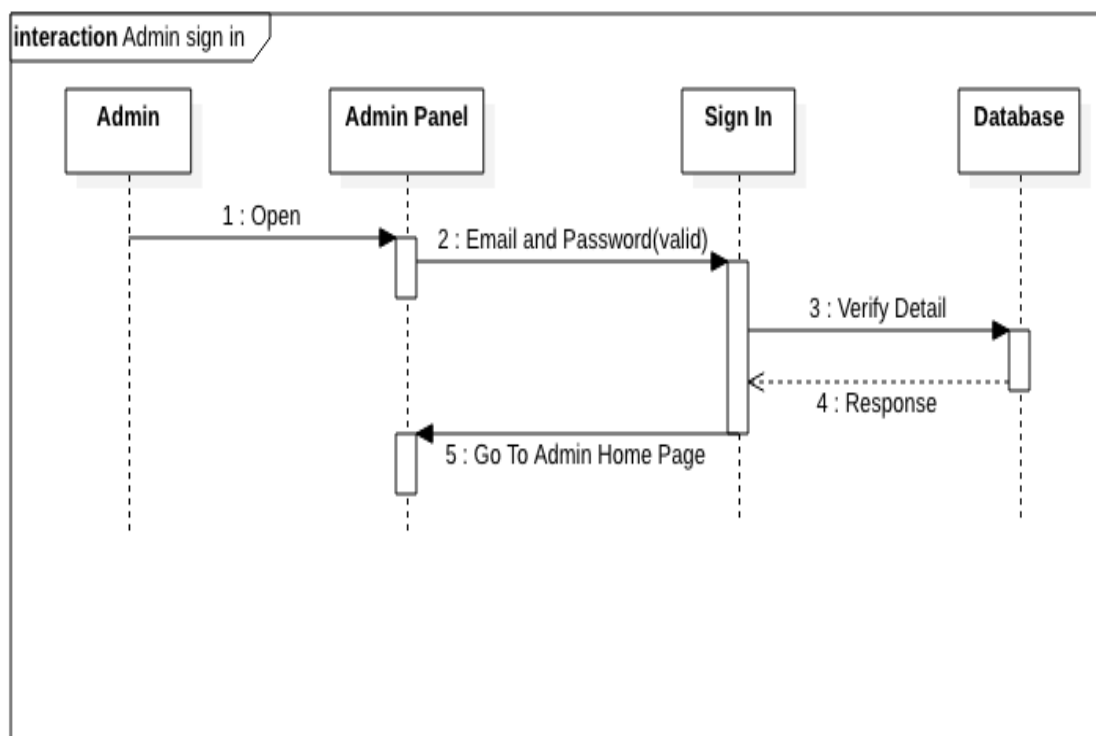 interaction Admin sign in
Admin
Admin Panel
Sign In
Database
1 : Open
2 : Email and Password(valid)
3 : Verify Detail
4 : Response
5 : Go To Admin Home Page